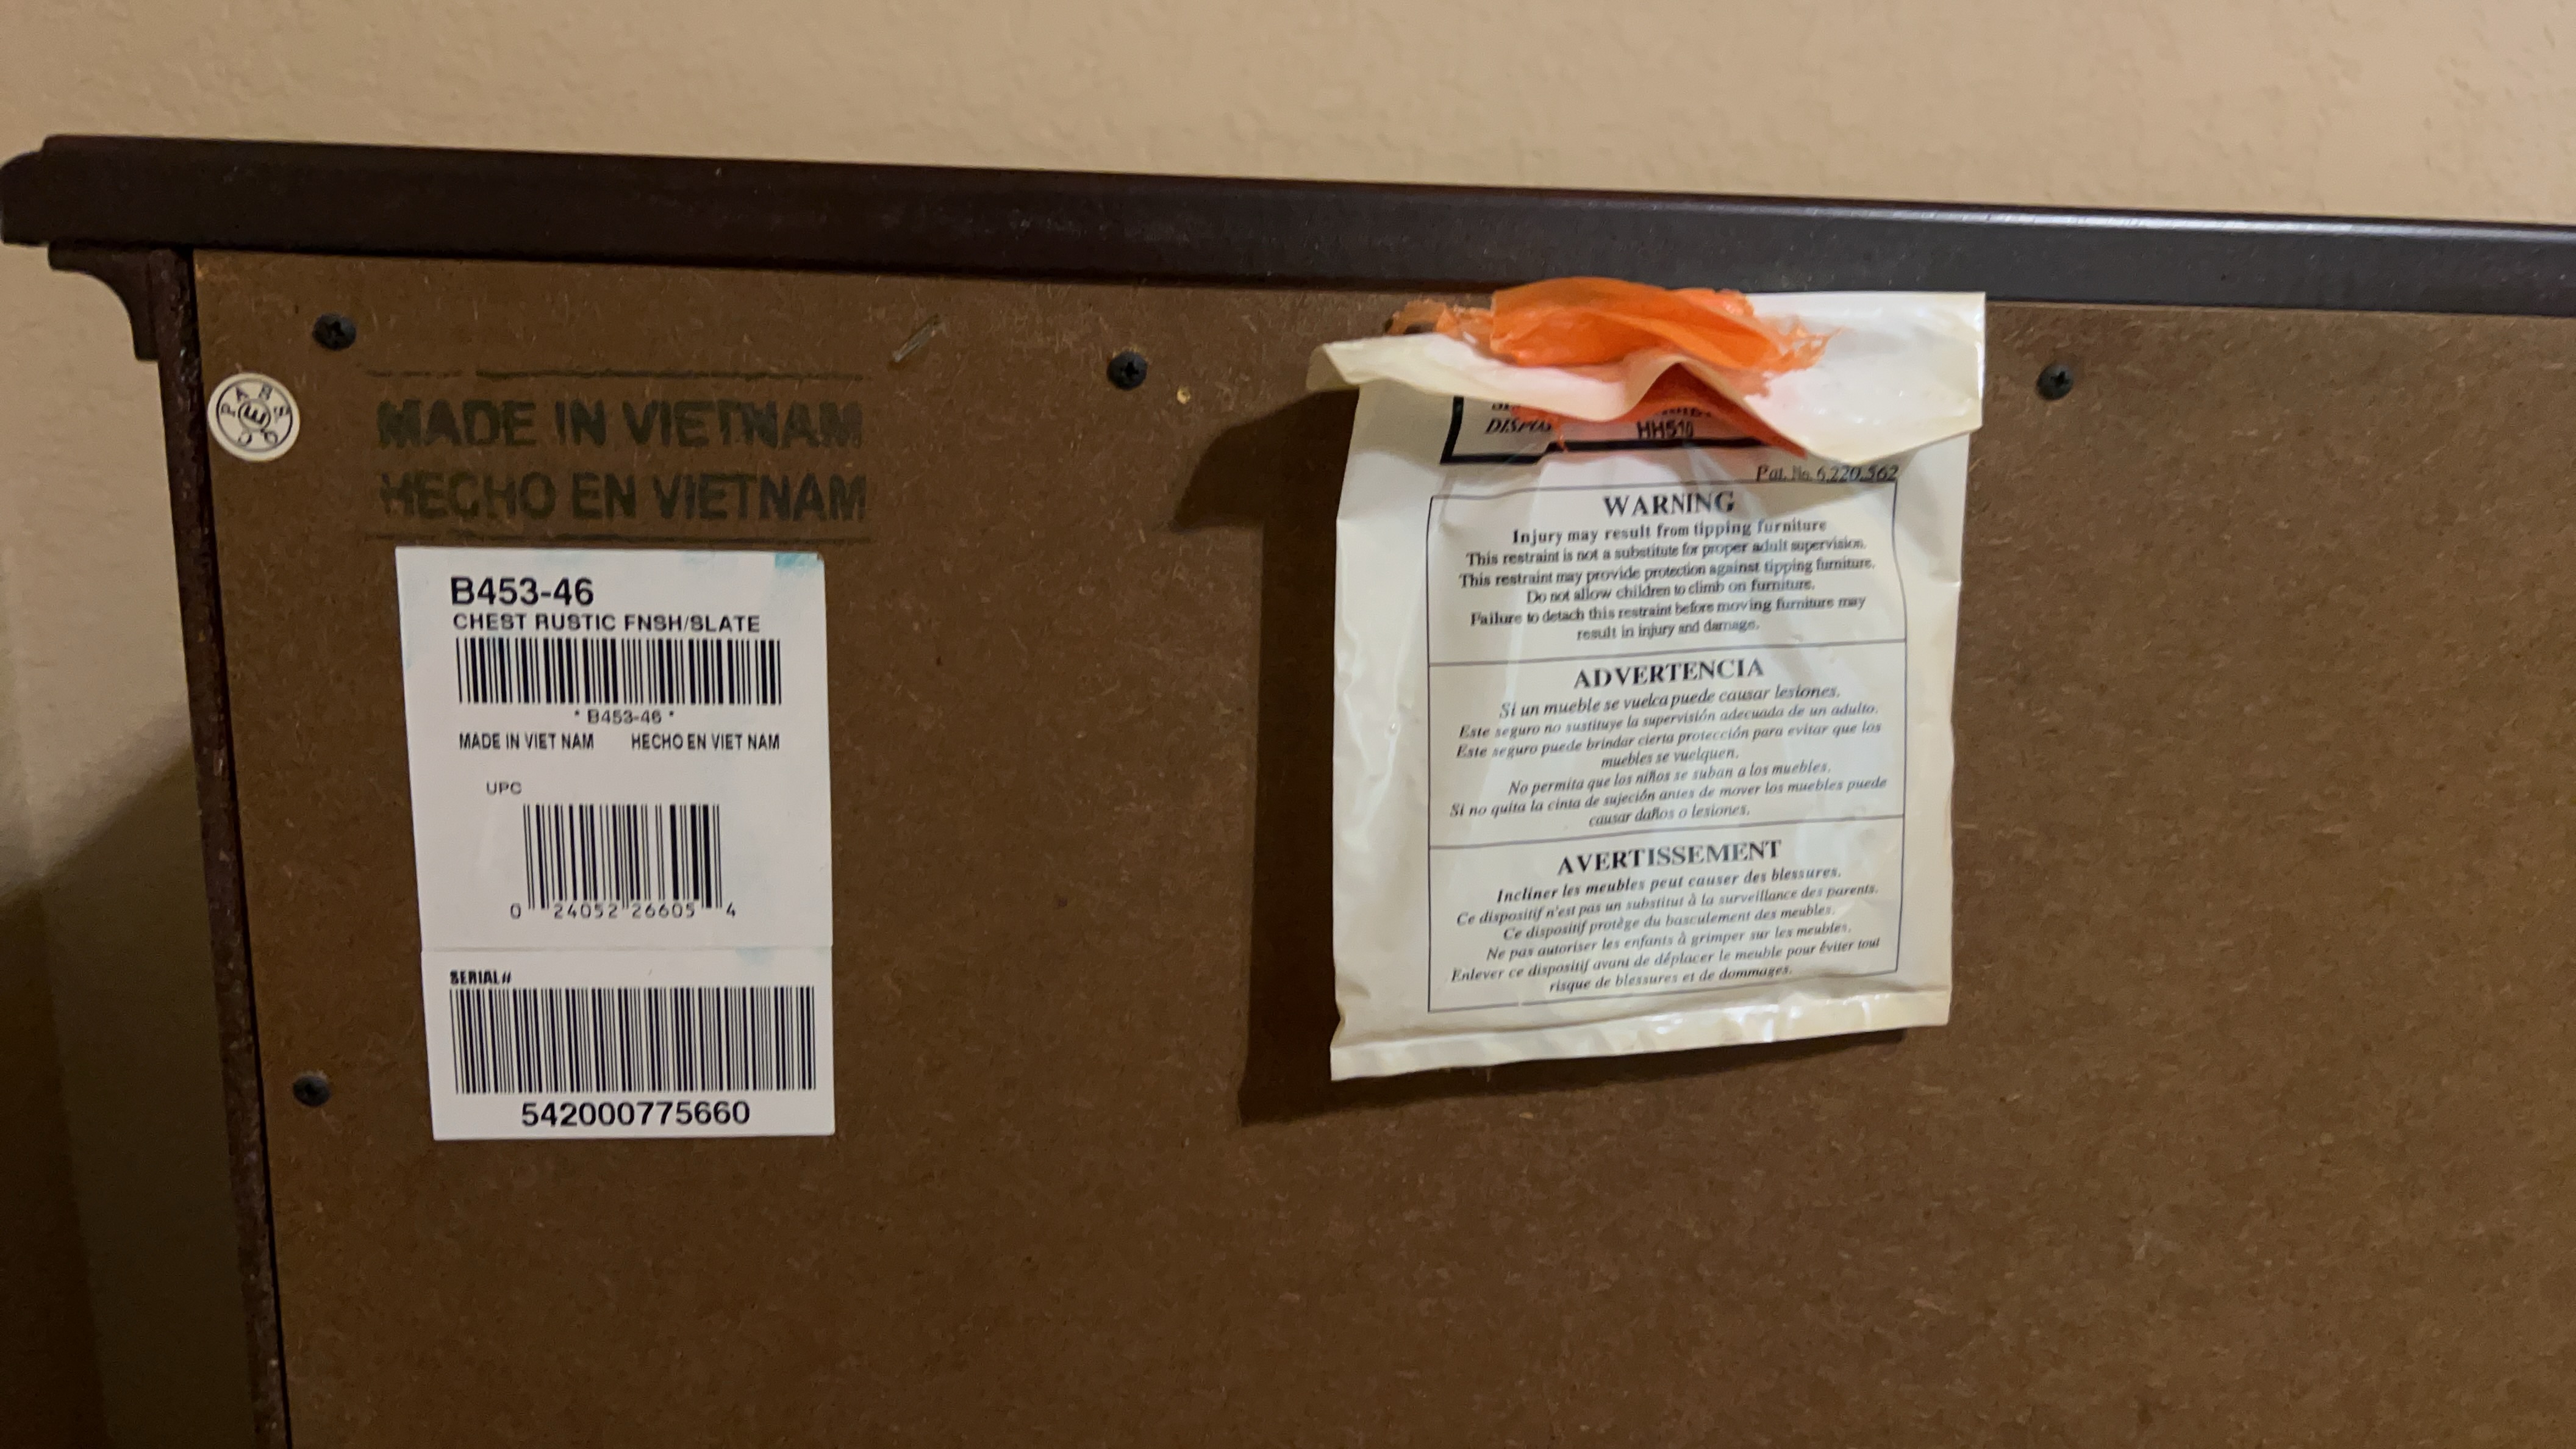 PASS
QC
MADE IN VIETNAM
HECHO EN VIETNAM
B453-46
CHEST RUSTIC FNSH/SLATE
* B453-46 *
MADE IN VIET NAM HECHO EN VIET NAM
UPC
0 24052 26605 4
SERIAL#
542000775660
HH510
Pat. No. 6,220,562
WARNING
Injury may result from tipping furniture
This restraint is not a substitute for proper adult supervision.
This restraint may provide protection against tipping furniture.
Do not allow children to climb on furniture.
Failure to detach this restraint before moving furniture may
result in injury and damage.
ADVERTENCIA
Si un mueble se vuelca puede causar lesiones.
Este seguro no sustituye la supervisión adecuada de un adulto.
Este seguro puede brindar cierta protección para evitar que los
muebles se vuelquen.
No permita que los niños se suban a los muebles.
Si no quita la cinta de sujeción antes de mover los muebles puede
causar daños o lesiones.
AVERTISSEMENT
Incliner les meubles peut causer des blessures.
Ce dispositif n'est pas un substitut à la surveillance des parents.
Ce dispositif protège du basculement des meubles.
Ne pas autoriser les enfants à grimper sur les meubles.
Enlever ce dispositif avant de déplacer le meuble pour éviter tout
risque de blessures et de dommages.